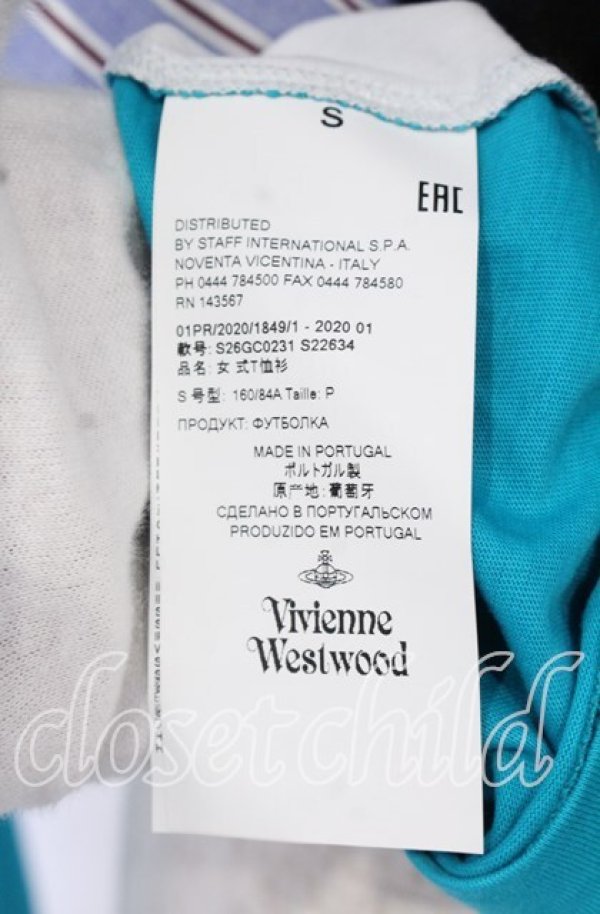 S
EAC
DISTRIBUTED
BY STAFF INTERNATIONAL S.P.A.
NOVENTA VICENTINA - ITALY
PH 0444 784500 FAX 0444 784580
RN 143567
01PR/2020/1849/1 - 2020 01
款号: S26GC0231 S22634
品名: 女 式T恤衫
S 号型: 160/84A Taille: P
ПРОДУКТ: ФУТБОЛКА
MADE IN PORTUGAL
ポルトガル製
原产地: 葡萄牙
СДЕЛАНО В ПОРТУГАЛЬСКОМ
PRODUZIDO EM PORTUGAL
Vivienne
Westwood
closet child